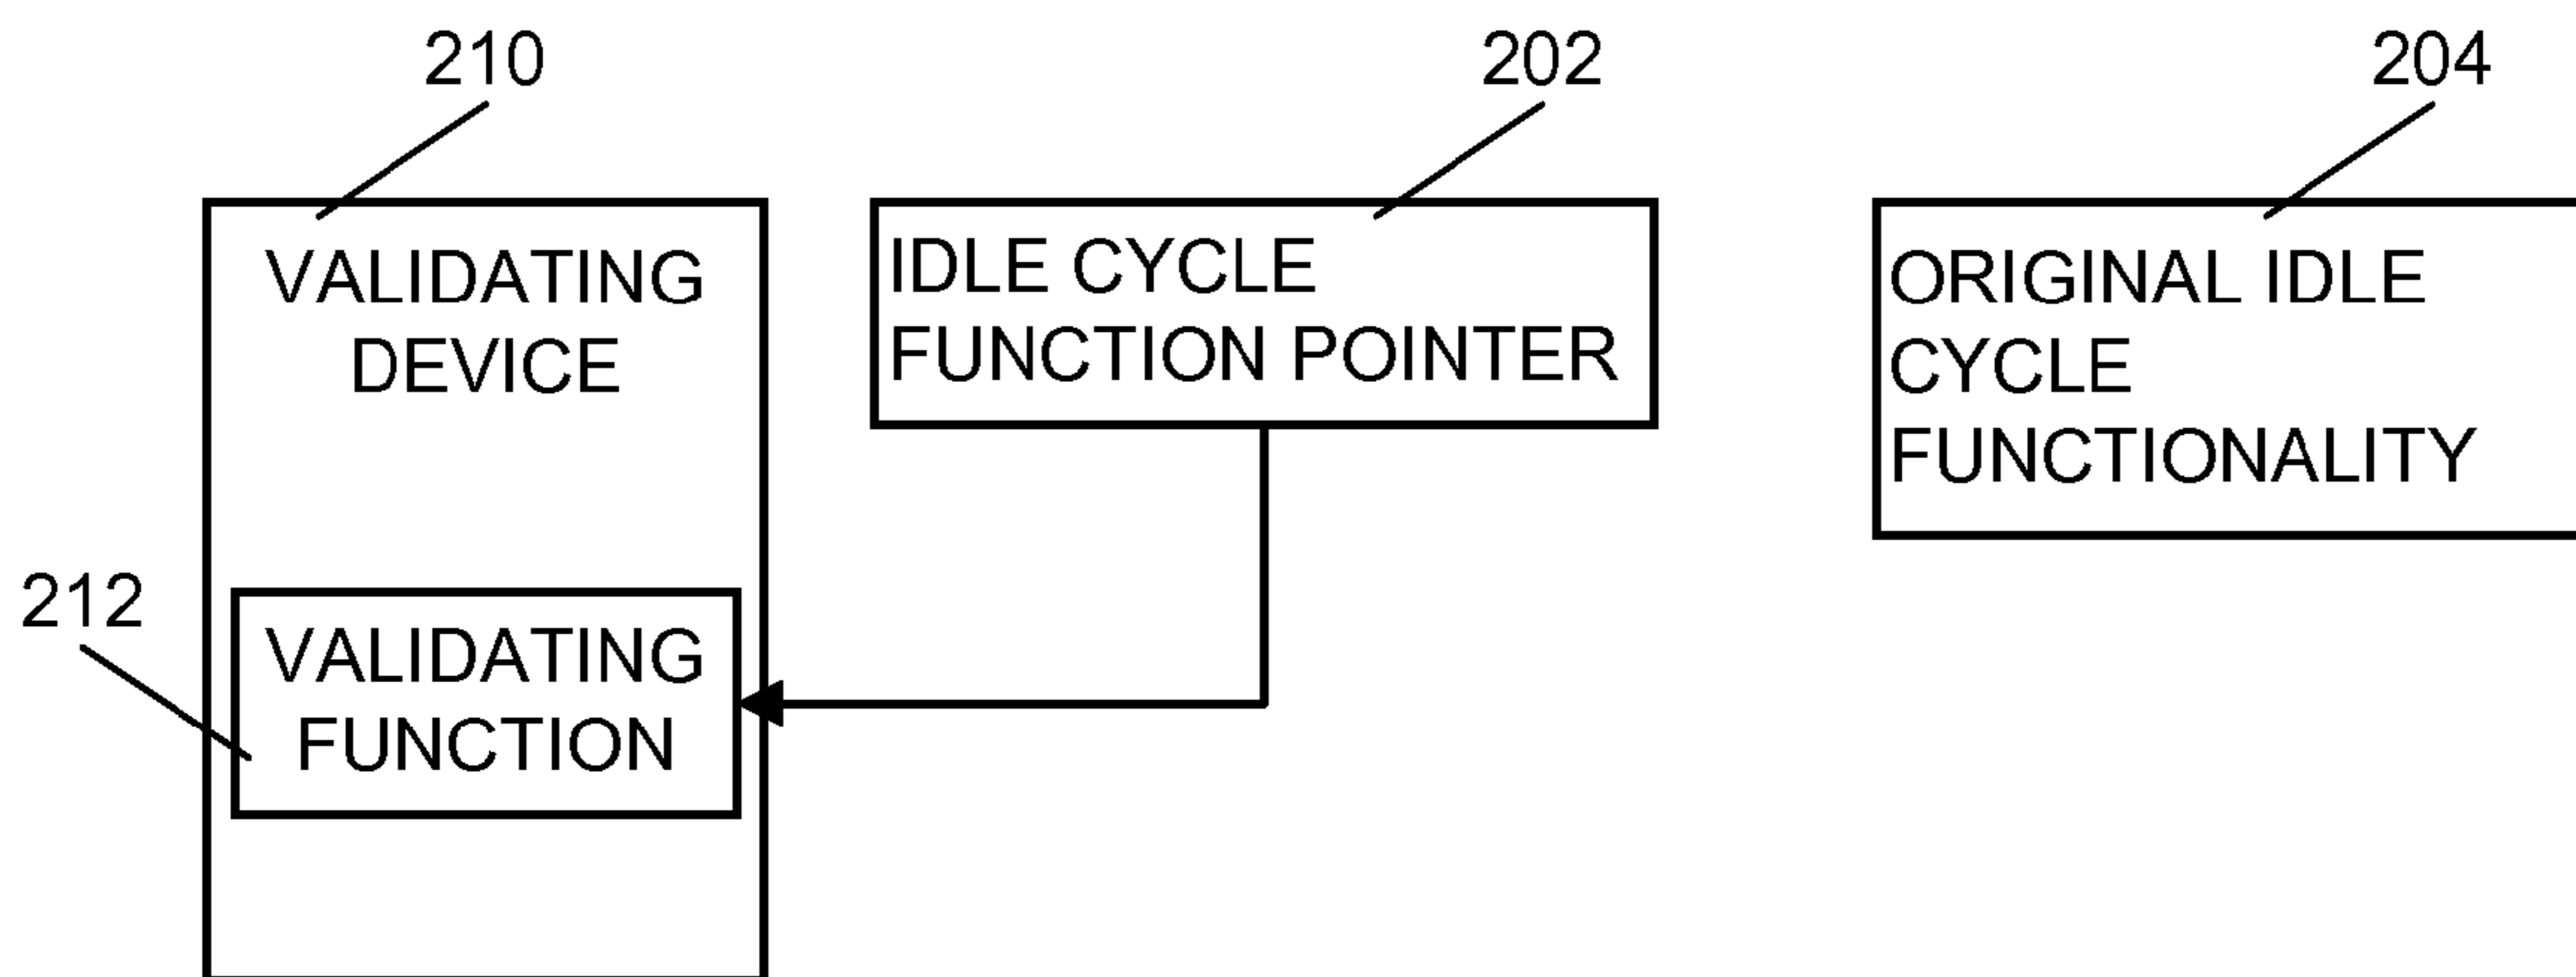 210
202
204
VALIDATING
DEVICE
IDLE CYCLE
FUNCTION POINTER
ORIGINAL IDLE
CYCLE
FUNCTIONALITY
212
VALIDATING
FUNCTION